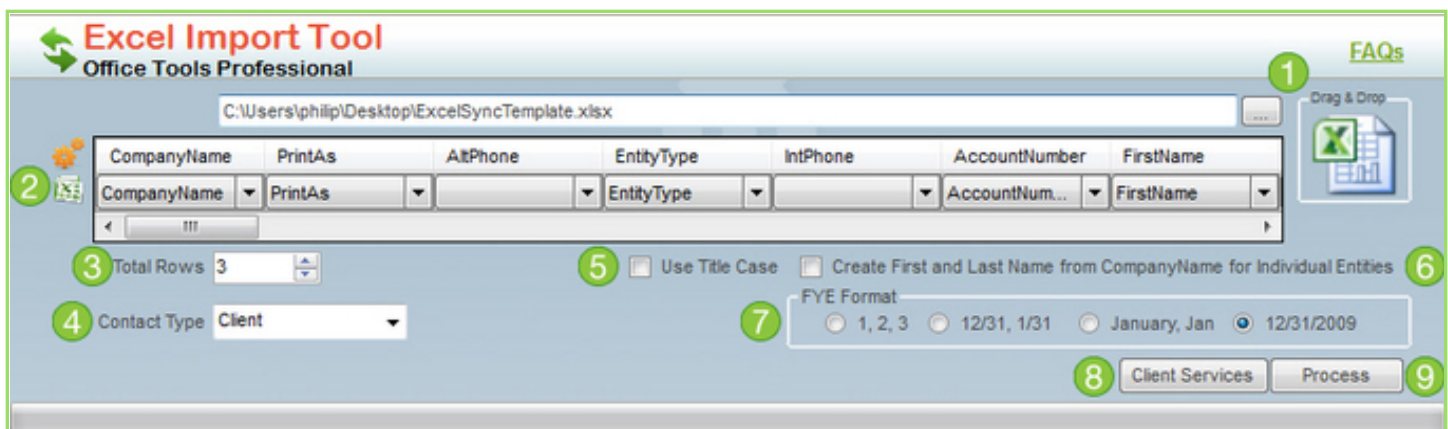 Excel Import Tool
Office Tools Professional
FAQs
1
Drag & Drop
C:\Users\philip\Desktop\ExcelSyncTemplate.xlsx ...
CompanyName PrintAs AltPhone EntityType IntPhone AccountNumber FirstName
2 CompanyName PrintAs EntityType AccountNum... FirstName
3 Total Rows 3 5 Use Title Case Create First and Last Name from CompanyName for Individual Entities 6
FYE Format
4 Contact Type Client 7 1, 2, 3 12/31, 1/31 January, Jan 12/31/2009
8 Client Services Process 9